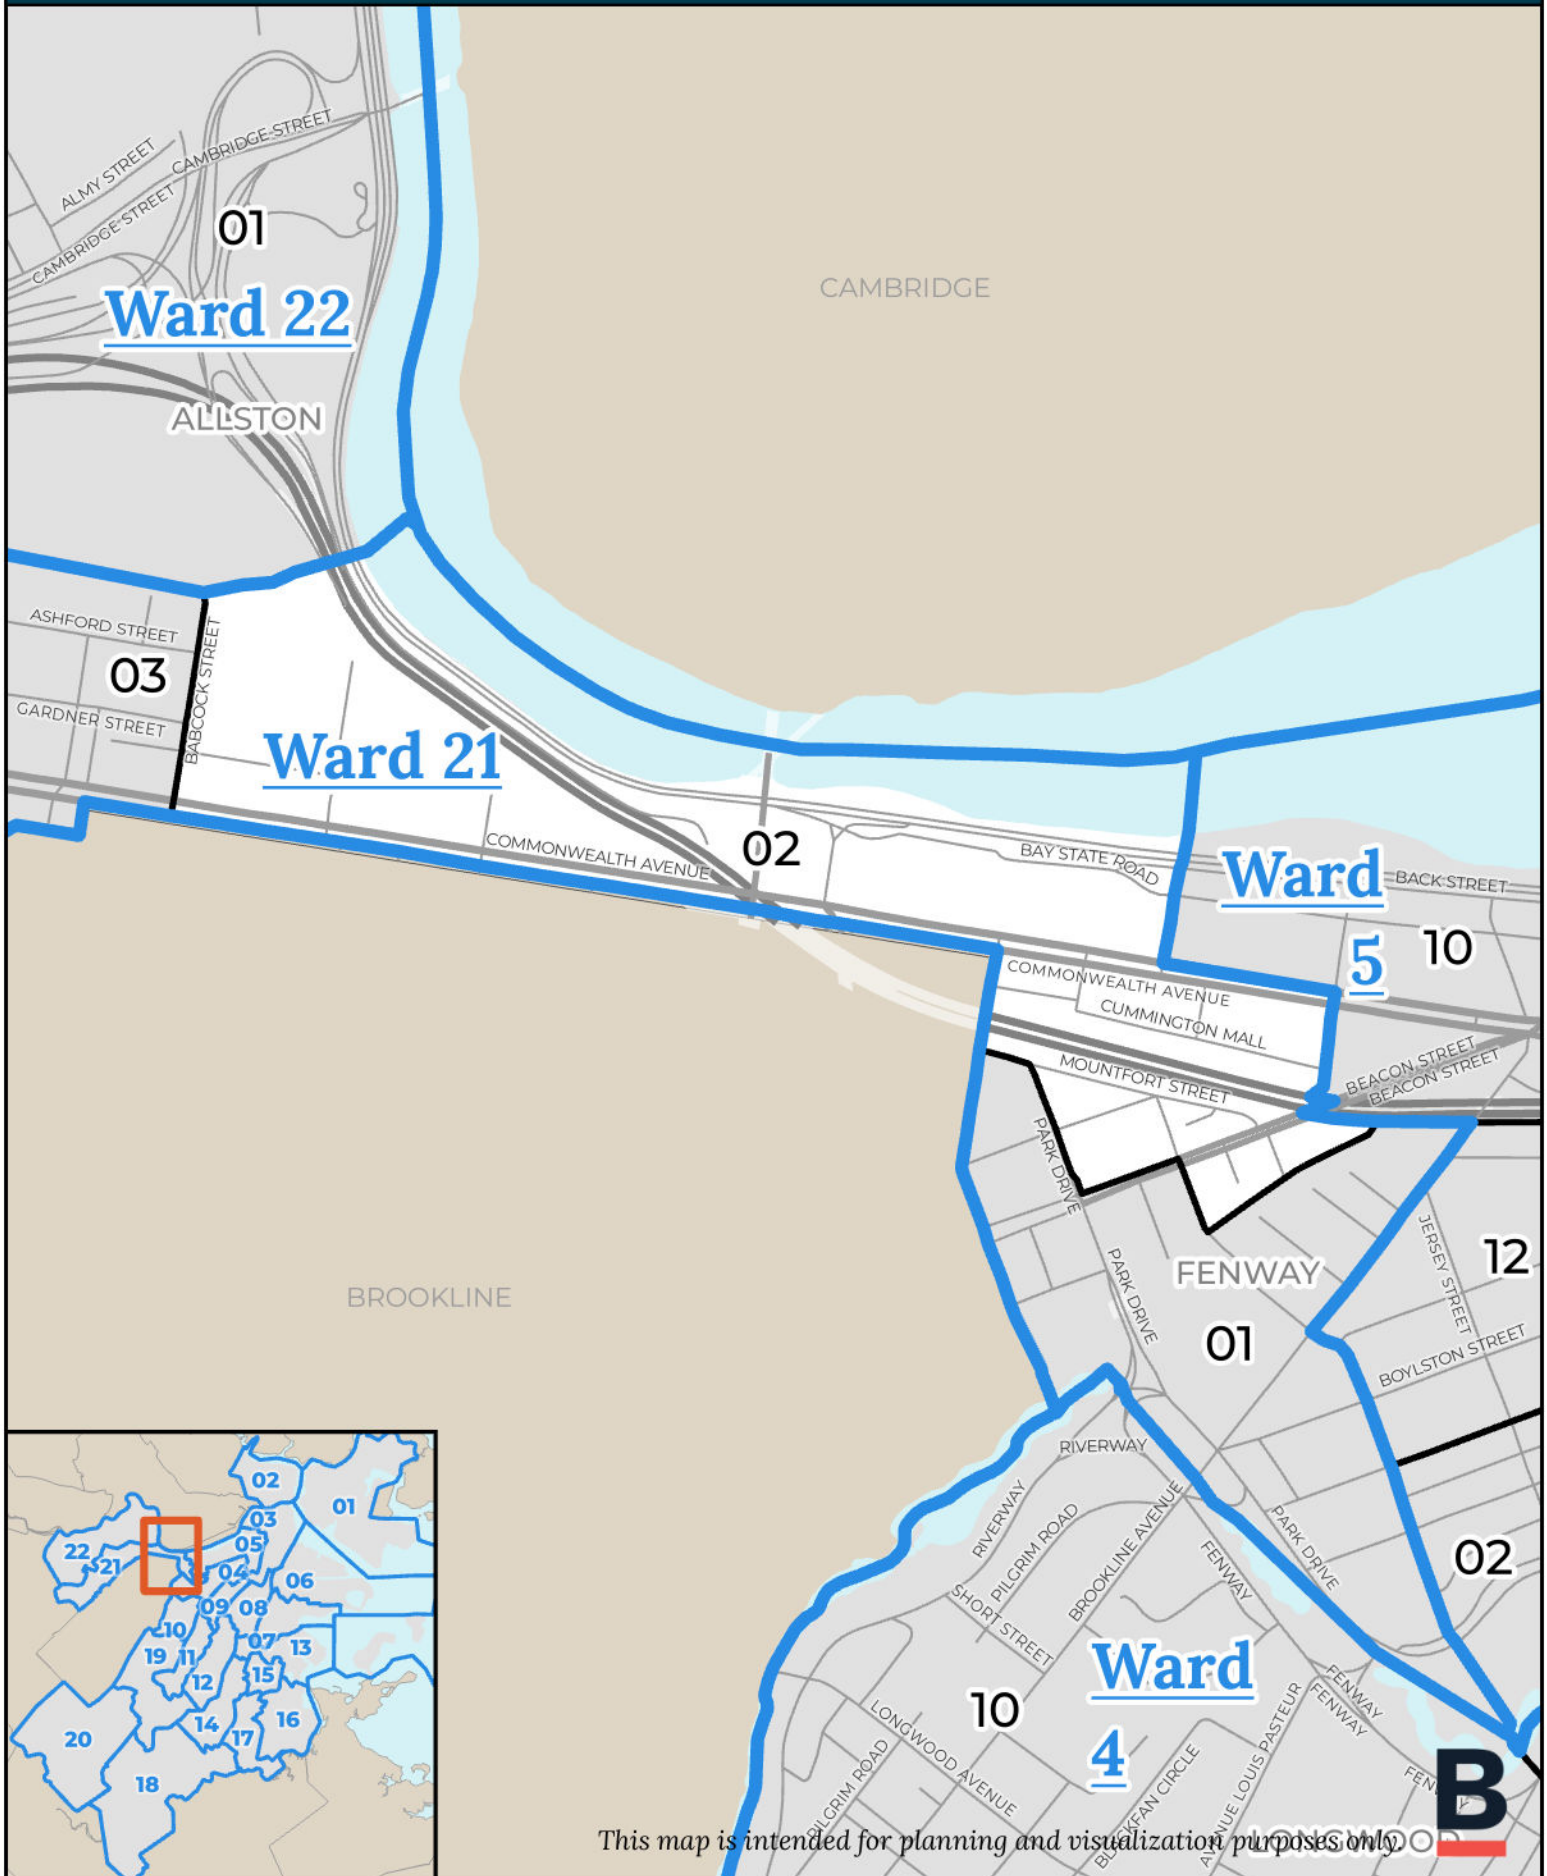 CAMBRIDGE STREET
ALMY STREET
CAMBRIDGE STREET
01
Ward 22
CAMBRIDGE
ALLSTON
ASHFORD STREET
03
GARDNER STREET
BABCOCK STREET
Ward 21
COMMONWEALTH AVENUE
02
BAY STATE ROAD
Ward
5
BACK STREET
10
COMMONWEALTH AVENUE
CUMMINGTON MALL
MOUNTFORT STREET
BEACON STREET
BEACON STREET
PARK DRIVE
JERSEY STREET
12
FENWAY
PARK DRIVE
01
BROOKLINE
BOYLSTON STREET
RIVERWAY
RIVERWAY
PILGRIM ROAD
BROOKLINE AVENUE
PARK DRIVE
FENWAY
02
SHORT STREET
Ward
4
10
FENWAY
FENWAY
LONGWOOD AVENUE
PILGRIM ROAD
BLACKFAN CIRCLE
AVENUE LOUIS PASTEUR
FENWAY
B
LONGWOOD
This map is intended for planning and visualization purposes only.
02
01
03
05
22
21
04
06
09
08
10
07
13
19
11
12
15
14
16
17
20
18